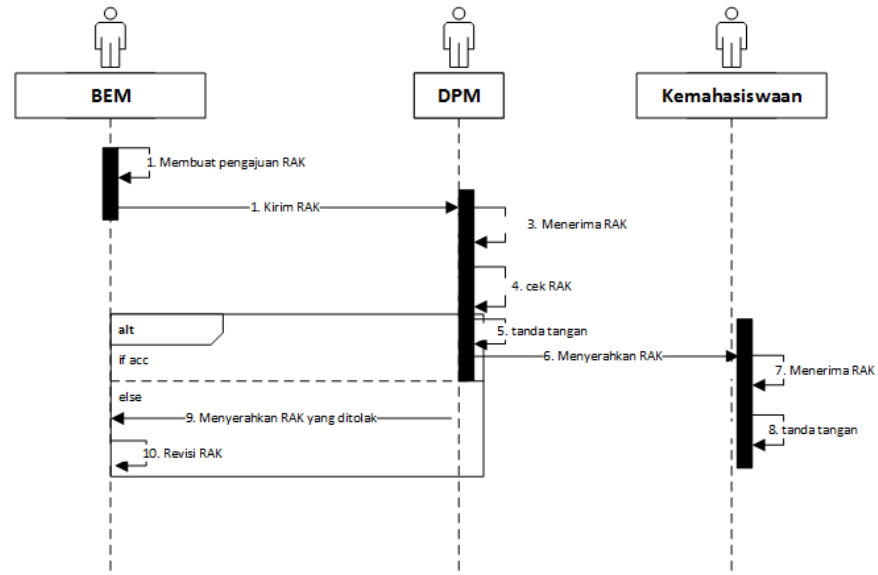 BEM
DPM
Kemahasiswaan
1. Membuat pengajuan RAK
1. Kirim RAK
3. Menerima RAK
4. cek RAK
alt
5. tanda tangan
if acc
6. Menyerahkan RAK
7. Menerima RAK
else
9. Menyerahkan RAK yang ditolak
8. tanda tangan
10. Revisi RAK